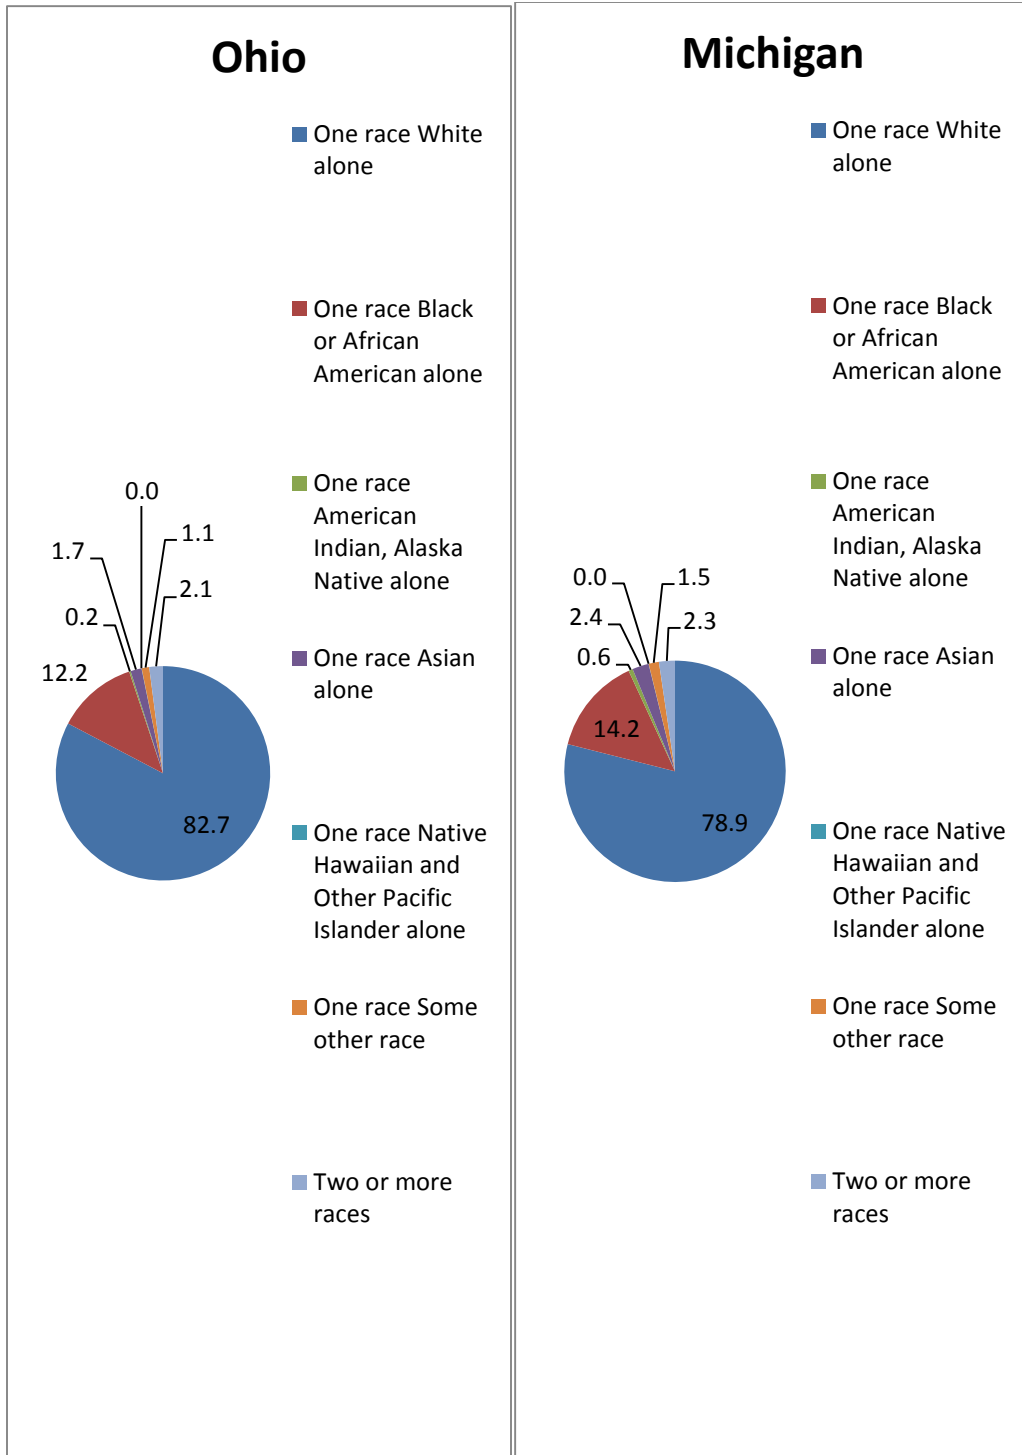 Ohio
One race White
alone
One race Black
or African
American alone
One race
American
Indian, Alaska
Native alone
One race Asian
alone
One race Native
Hawaiian and
Other Pacific
Islander alone
One race Some
other race
Two or more
races
0.0
1.1
1.7
2.1
0.2
12.2
82.7
Michigan
One race White
alone
One race Black
or African
American alone
One race
American
Indian, Alaska
Native alone
One race Asian
alone
One race Native
Hawaiian and
Other Pacific
Islander alone
One race Some
other race
Two or more
races
0.0
1.5
2.4
2.3
0.6
14.2
78.9